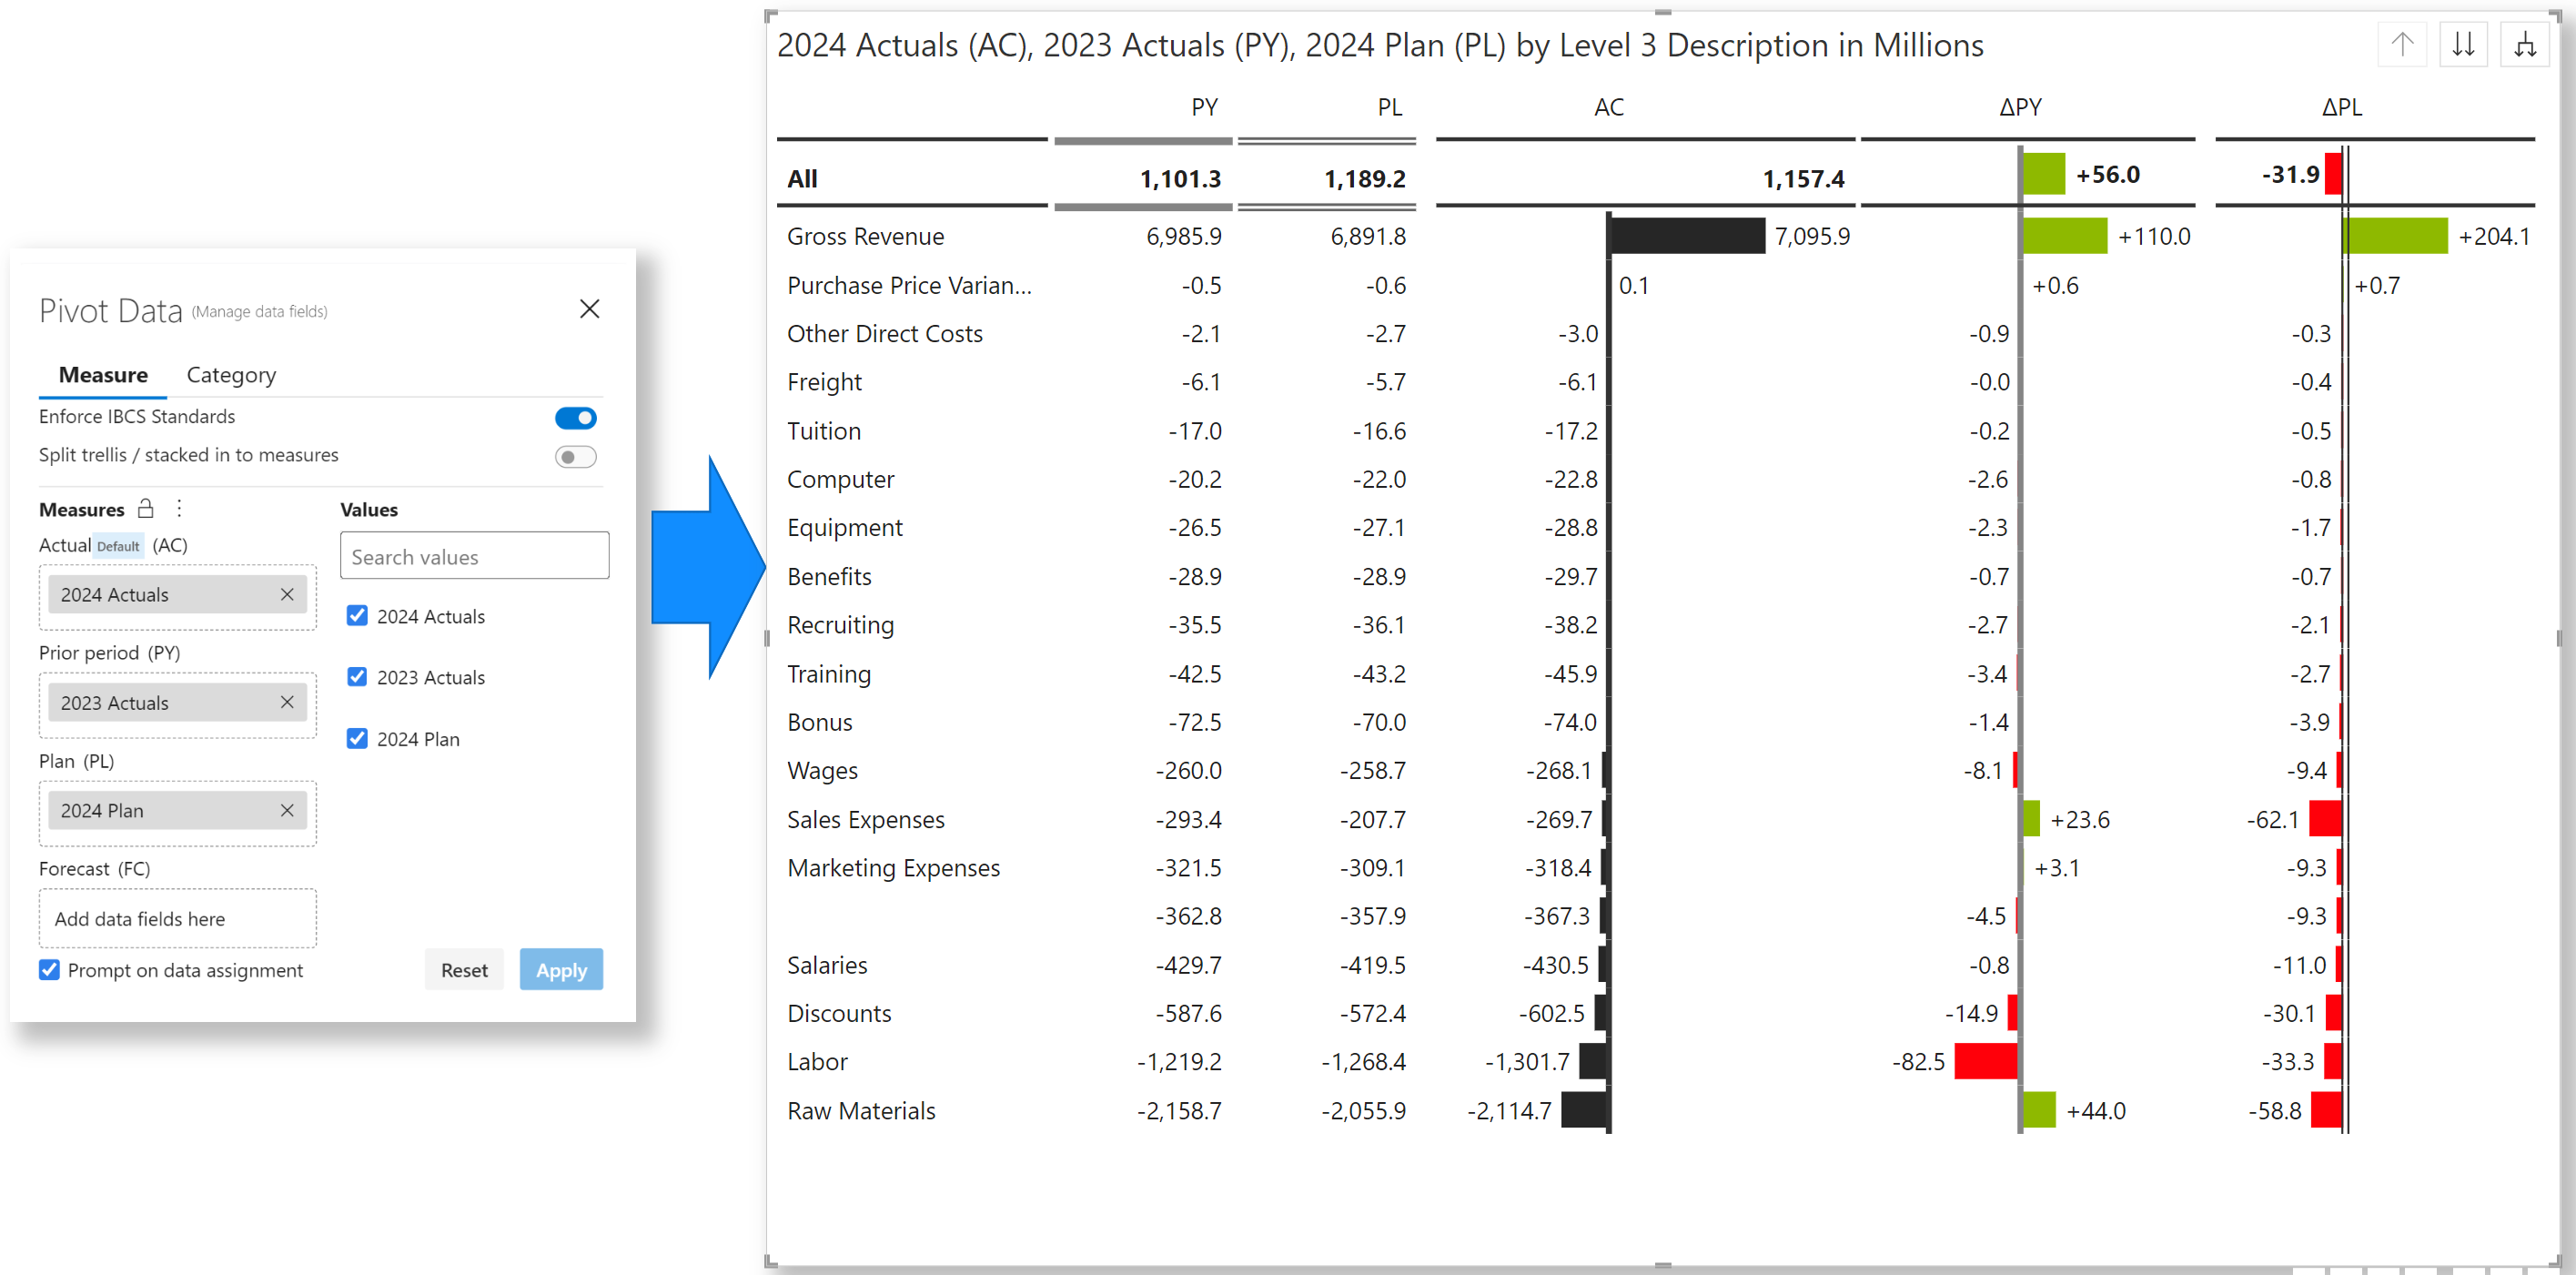 Pivot Data (Manage data fields)
Measure Category
Enforce IBCS Standards
Split trellis / stacked in to measures
Measures Values
Actual Default (AC)
Search values
2024 Actuals
2024 Actuals
Prior period (PY)
2023 Actuals
2023 Actuals
Plan (PL)
2024 Plan
2024 Plan
Forecast (FC)
Add data fields here
Prompt on data assignment Reset Apply
2024 Actuals (AC), 2023 Actuals (PY), 2024 Plan (PL) by Level 3 Description in Millions
PY PL AC ΔPY ΔPL
All 1,101.3 1,189.2 1,157.4 +56.0 -31.9
Gross Revenue 6,985.9 6,891.8 7,095.9 +110.0 +204.1
Purchase Price Varian... -0.5 -0.6 0.1 +0.6 +0.7
Other Direct Costs -2.1 -2.7 -3.0 -0.9 -0.3
Freight -6.1 -5.7 -6.1 -0.0 -0.4
Tuition -17.0 -16.6 -17.2 -0.2 -0.5
Computer -20.2 -22.0 -22.8 -2.6 -0.8
Equipment -26.5 -27.1 -28.8 -2.3 -1.7
Benefits -28.9 -28.9 -29.7 -0.7 -0.7
Recruiting -35.5 -36.1 -38.2 -2.7 -2.1
Training -42.5 -43.2 -45.9 -3.4 -2.7
Bonus -72.5 -70.0 -74.0 -1.4 -3.9
Wages -260.0 -258.7 -268.1 -8.1 -9.4
Sales Expenses -293.4 -207.7 -269.7 +23.6 -62.1
Marketing Expenses -321.5 -309.1 -318.4 +3.1 -9.3
-362.8 -357.9 -367.3 -4.5 -9.3
Salaries -429.7 -419.5 -430.5 -0.8 -11.0
Discounts -587.6 -572.4 -602.5 -14.9 -30.1
Labor -1,219.2 -1,268.4 -1,301.7 -82.5 -33.3
Raw Materials -2,158.7 -2,055.9 -2,114.7 +44.0 -58.8